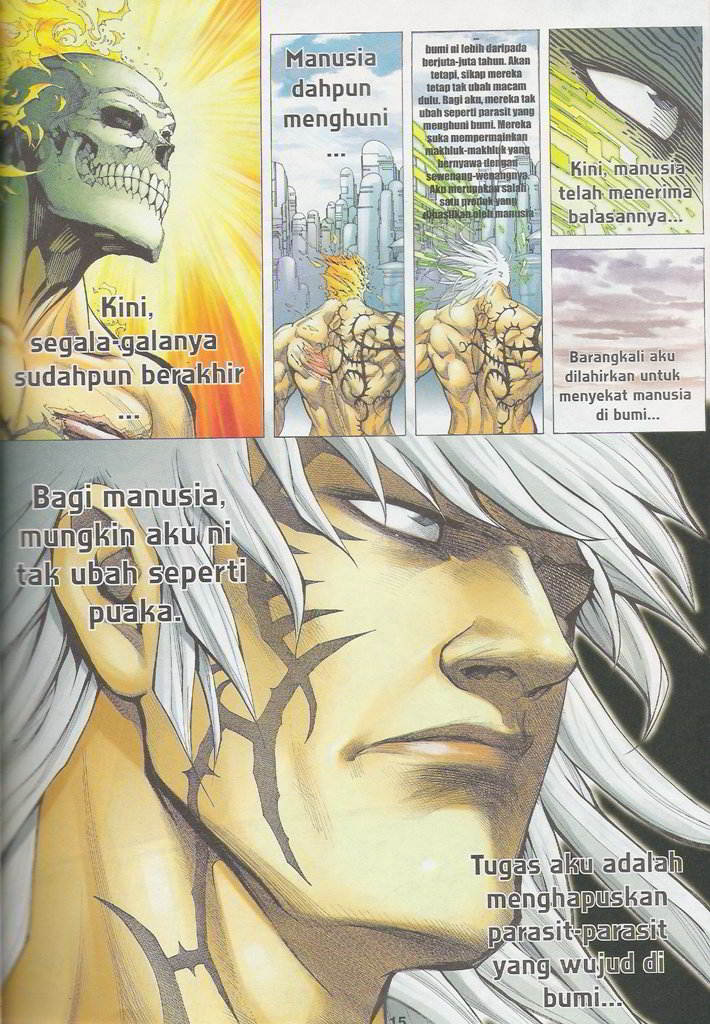 Kini,
segala-galanya
sudahpun berakhir
...
Manusia
dahpun
menghuni
...
...
bumi ni lebih daripada
berjuta-juta tahun. Akan
tetapi, sikap mereka
tetap tak ubah macam
dulu. Bagi aku, mereka tak
ubah seperti parasit yang
menghuni bumi. Mereka
suka mempermainkan
makhluk-makhluk yang
bernyawa dengan
sewenang-wenangnya.
Aku merupakan salah
satu produk yang
dihasilkan oleh manusia
Kini, manusia
telah menerima
balasannya...
Barangkali aku
dilahirkan untuk
menyekat manusia
di bumi...
Bagi manusia,
mungkin aku ni
tak ubah seperti
puaka.
Tugas aku adalah
menghapuskan
parasit-parasit
yang wujud di
bumi...
15